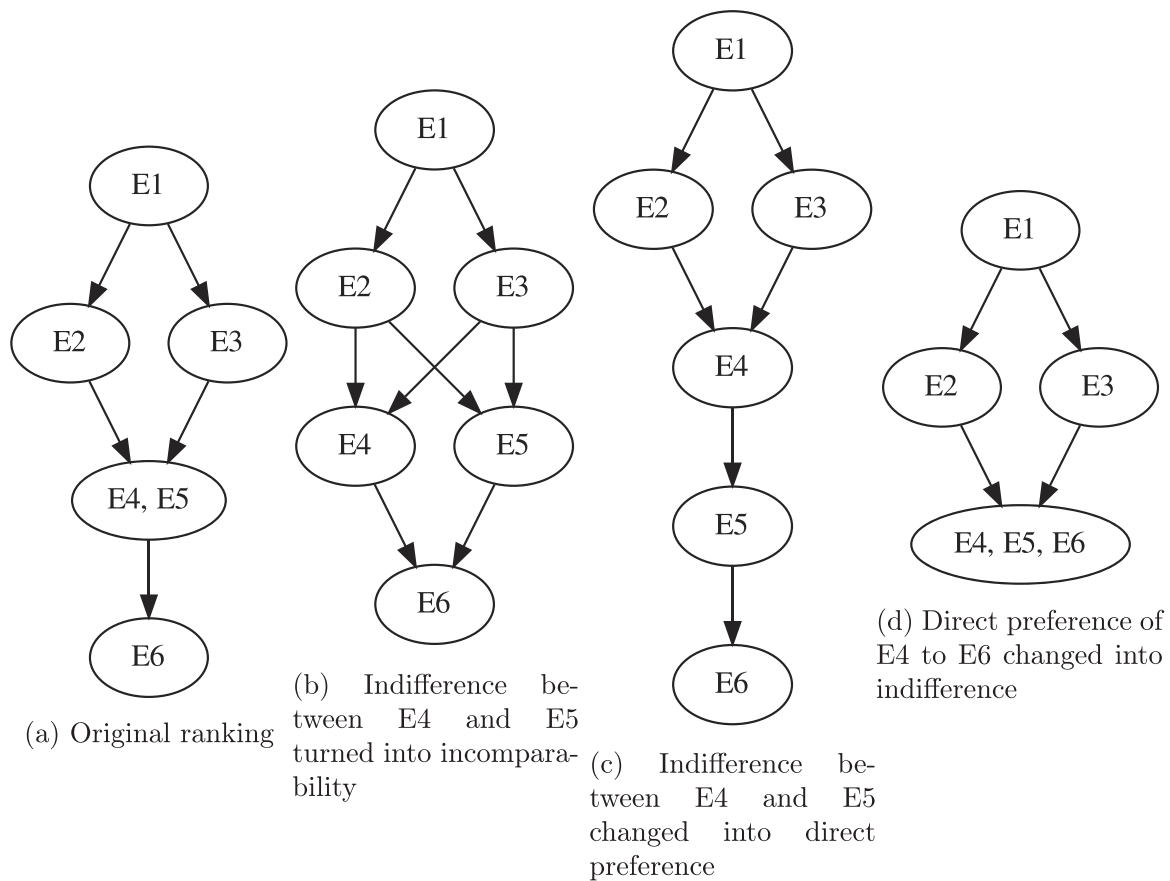 E1
E2
E3
E4, E5
E6
(a) Original ranking
E1
E2
E3
E4
E5
E6
(b) Indifference be-
tween E4 and E5
turned into incompara-
bility
E1
E2
E3
E4
E5
E6
(c) Indifference be-
tween E4 and E5
changed into direct
preference
E1
E2
E3
E4, E5, E6
(d) Direct preference of
E4 to E6 changed into
indifference